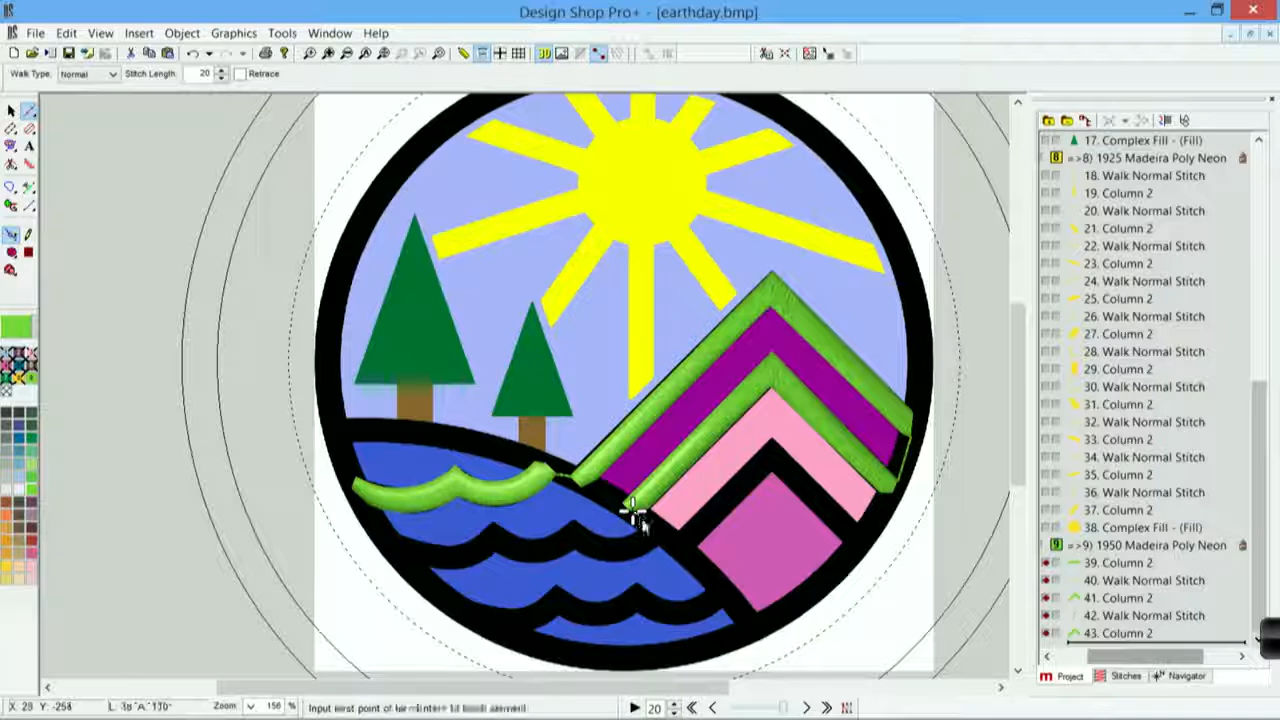 Design Shop Pro+ - [earthday.bmp]
File Edit View Insert Object Graphics Tools Window Help
Walk Type: Normal Stitch Length: 20 Retrace
17. Complex Fill - (Fill)
8 =>8) 1925 Madeira Poly Neon
18. Walk Normal Stitch
19. Column 2
20. Walk Normal Stitch
21. Column 2
22. Walk Normal Stitch
23. Column 2
24. Walk Normal Stitch
25. Column 2
26. Walk Normal Stitch
27. Column 2
28. Walk Normal Stitch
29. Column 2
30. Walk Normal Stitch
31. Column 2
32. Walk Normal Stitch
33. Column 2
34. Walk Normal Stitch
35. Column 2
36. Walk Normal Stitch
37. Column 2
38. Complex Fill - (Fill)
9 =>9) 1950 Madeira Poly Neon
39. Column 2
40. Walk Normal Stitch
41. Column 2
42. Walk Normal Stitch
43. Column 2
Project Stitches Navigator
X: 29 Y: -258 Zoom 156 % Input 20